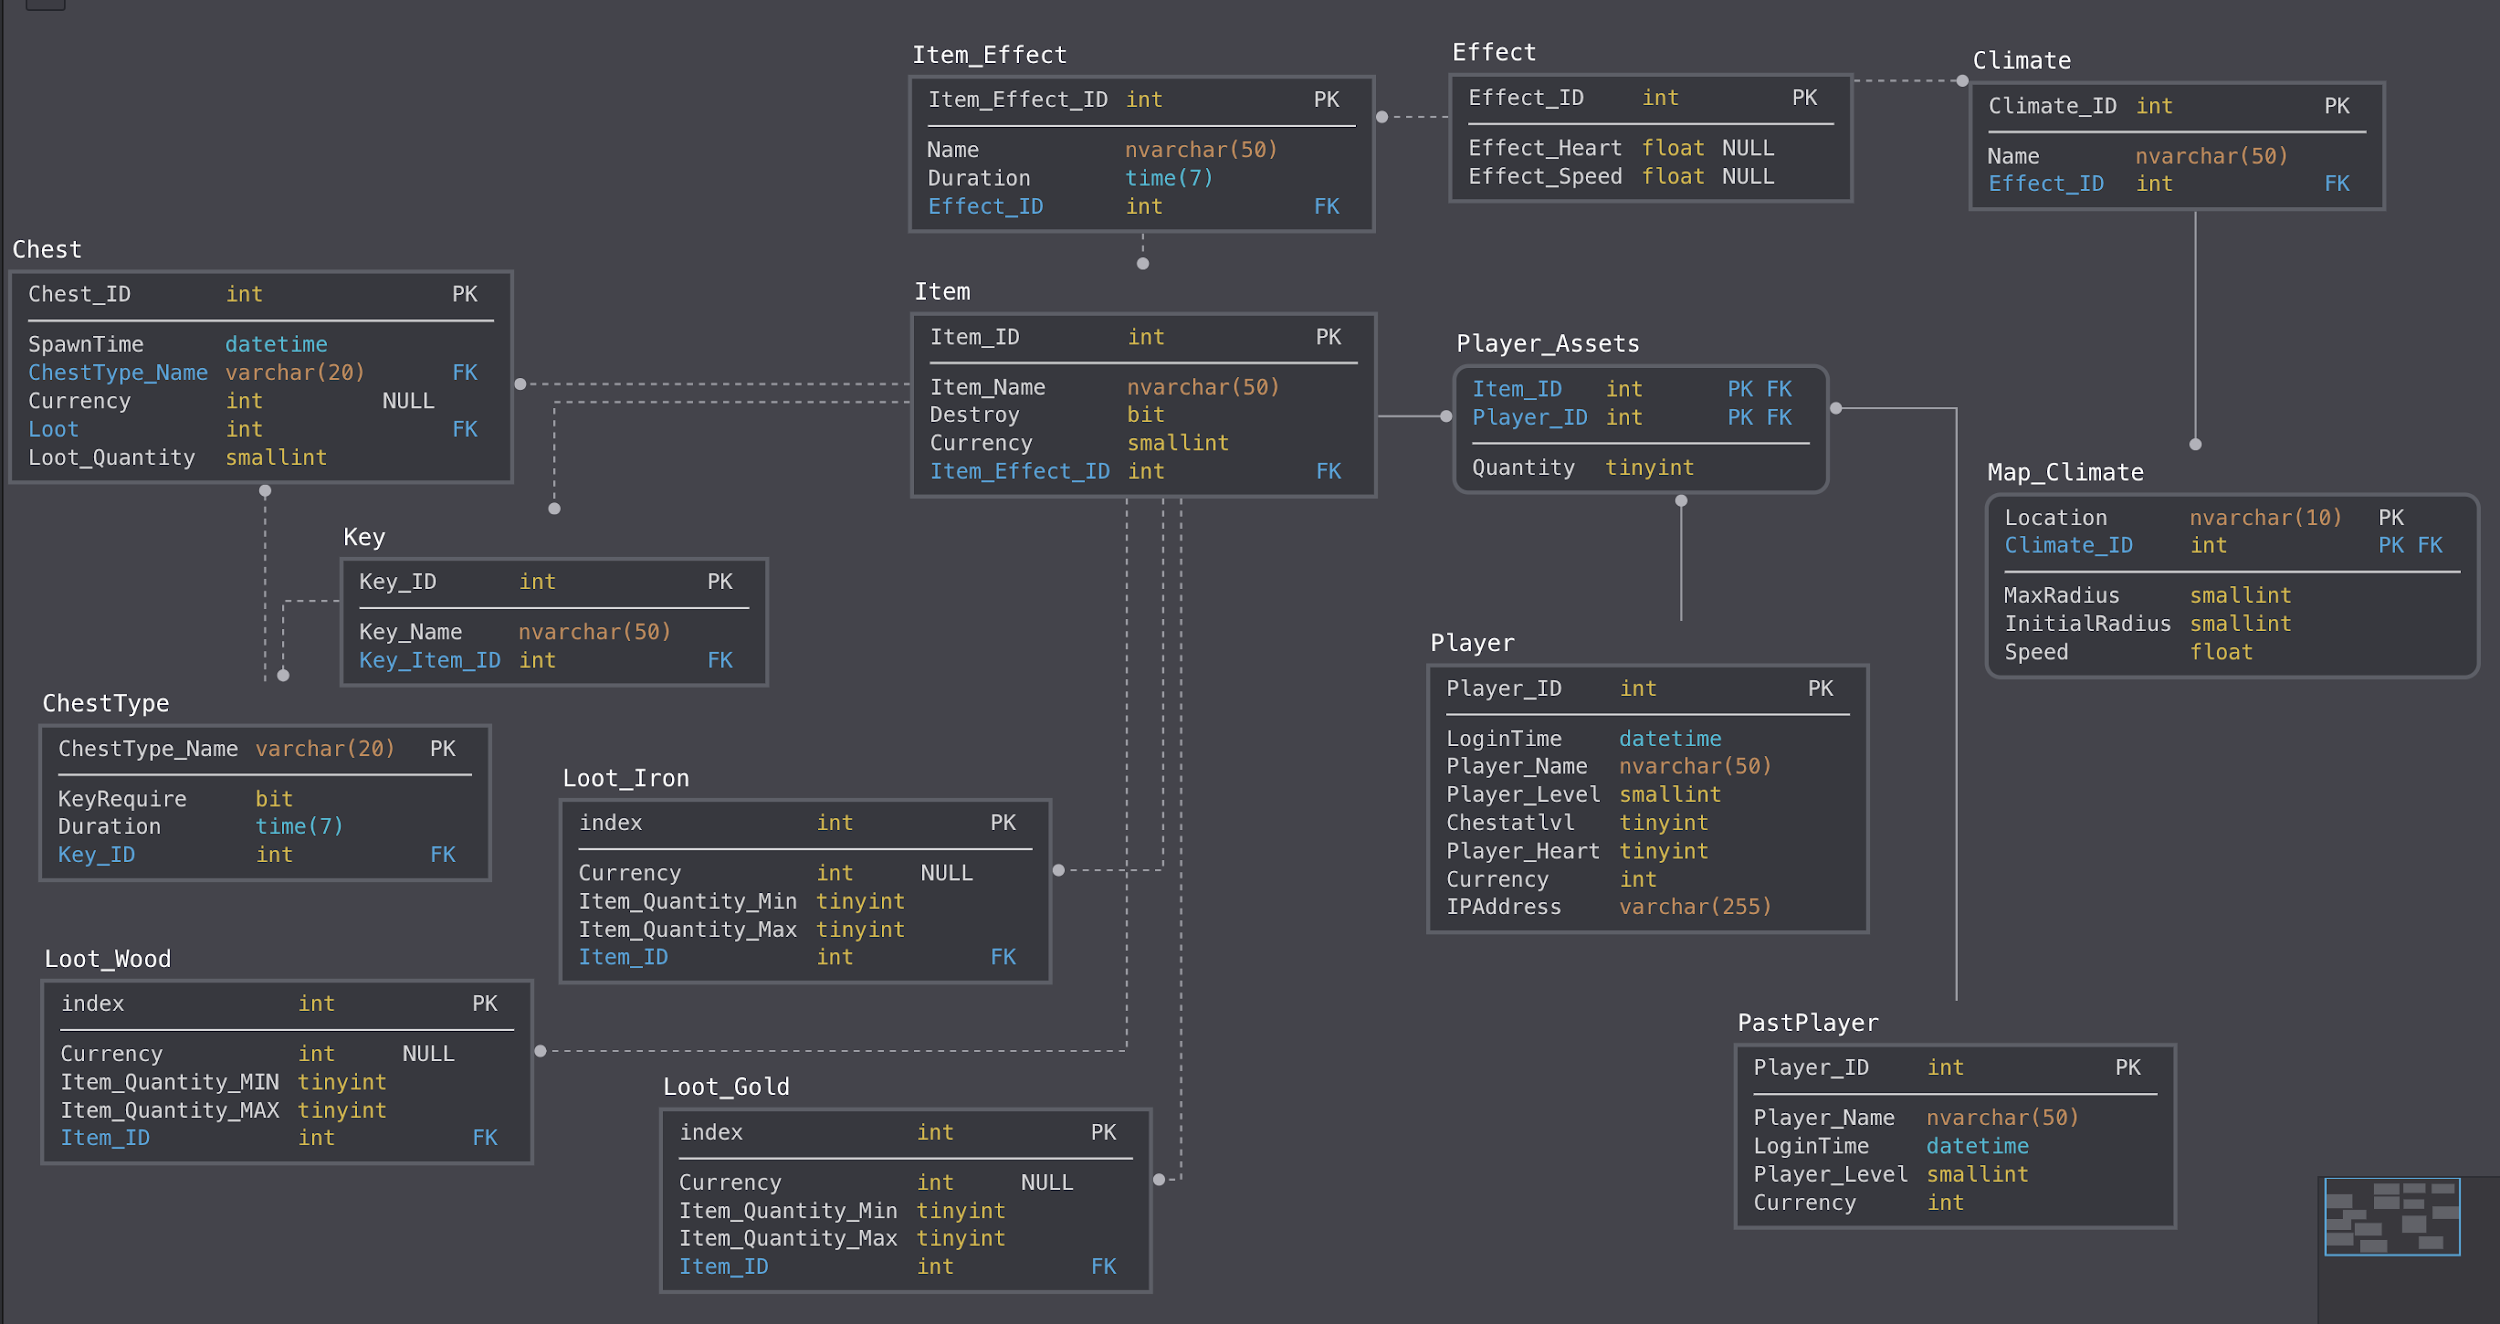 Item_Effect
Item_Effect_ID int PK
Name nvarchar(50)
Duration time(7)
Effect_ID int FK
Effect
Effect_ID int PK
Effect_Heart float NULL
Effect_Speed float NULL
Climate
Climate_ID int PK
Name nvarchar(50)
Effect_ID int FK
Chest
Chest_ID int PK
SpawnTime datetime
ChestType_Name varchar(20) FK
Currency int NULL
Loot int FK
Loot_Quantity smallint
Item
Item_ID int PK
Item_Name nvarchar(50)
Destroy bit
Currency smallint
Item_Effect_ID int FK
Player_Assets
Item_ID int PK FK
Player_ID int PK FK
Quantity tinyint
Map_Climate
Location nvarchar(10) PK
Climate_ID int PK FK
MaxRadius smallint
InitialRadius smallint
Speed float
Key
Key_ID int PK
Key_Name nvarchar(50)
Key_Item_ID int FK
Player
Player_ID int PK
LoginTime datetime
Player_Name nvarchar(50)
Player_Level smallint
Chestatlvl tinyint
Player_Heart tinyint
Currency int
IPAddress varchar(255)
ChestType
ChestType_Name varchar(20) PK
KeyRequire bit
Duration time(7)
Key_ID int FK
Loot_Iron
index int PK
Currency int NULL
Item_Quantity_Min tinyint
Item_Quantity_Max tinyint
Item_ID int FK
Loot_Wood
index int PK
Currency int NULL
Item_Quantity_MIN tinyint
Item_Quantity_MAX tinyint
Item_ID int FK
Loot_Gold
index int PK
Currency int NULL
Item_Quantity_Min tinyint
Item_Quantity_Max tinyint
Item_ID int FK
PastPlayer
Player_ID int PK
Player_Name nvarchar(50)
LoginTime datetime
Player_Level smallint
Currency int